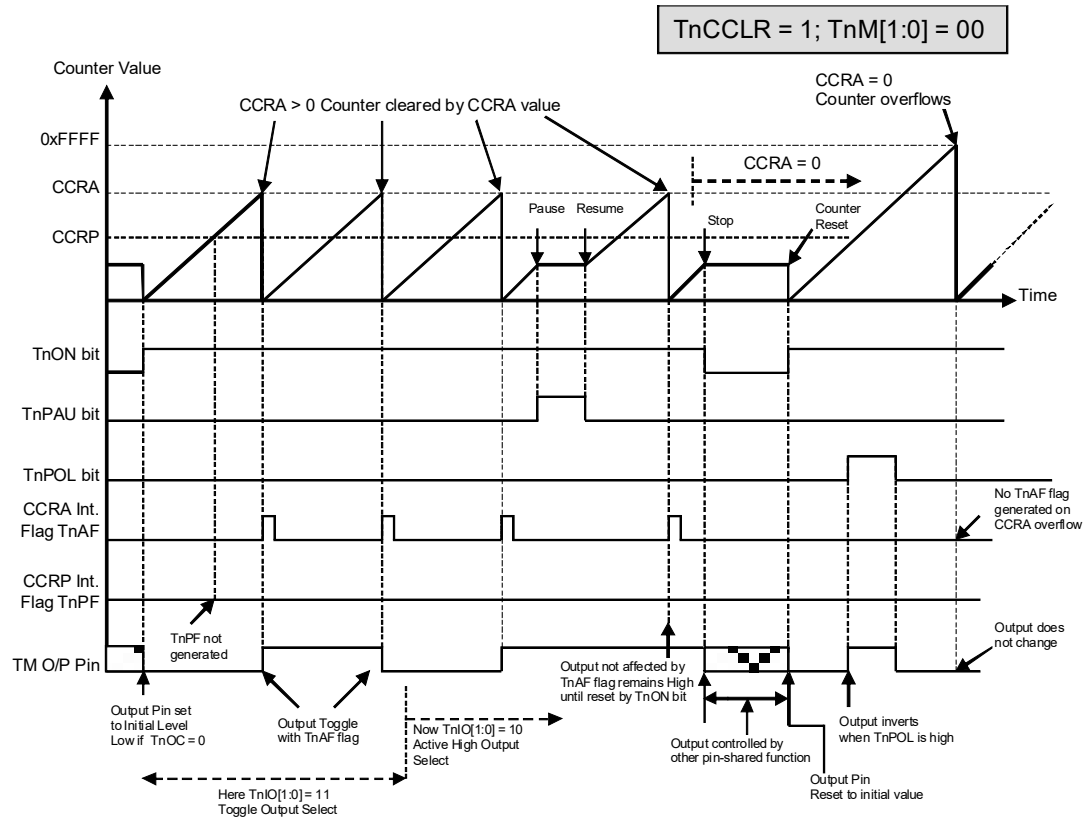 TnCCLR = 1; TnM[1:0] = 00
Counter Value
CCRA > 0 Counter cleared by CCRA value
CCRA = 0
Counter overflows
0xFFFF
CCRA = 0
CCRA
Pause
Resume
Stop
Counter
Reset
CCRP
Time
TnON bit
TnPAU bit
TnPOL bit
CCRA Int.
Flag TnAF
No TnAF flag
generated on
CCRA overflow
CCRP Int.
Flag TnPF
TnPF not
generated
Output does
not change
TM O/P Pin
Output not affected by
TnAF flag remains High
until reset by TnON bit
Output Pin set
to Initial Level
Low if TnOC = 0
Output Toggle
with TnAF flag
Now TnIO[1:0] = 10
Active High Output
Select
Output inverts
when TnPOL is high
Output controlled by
other pin-shared function
Output Pin
Reset to initial value
Here TnIO[1:0] = 11
Toggle Output Select